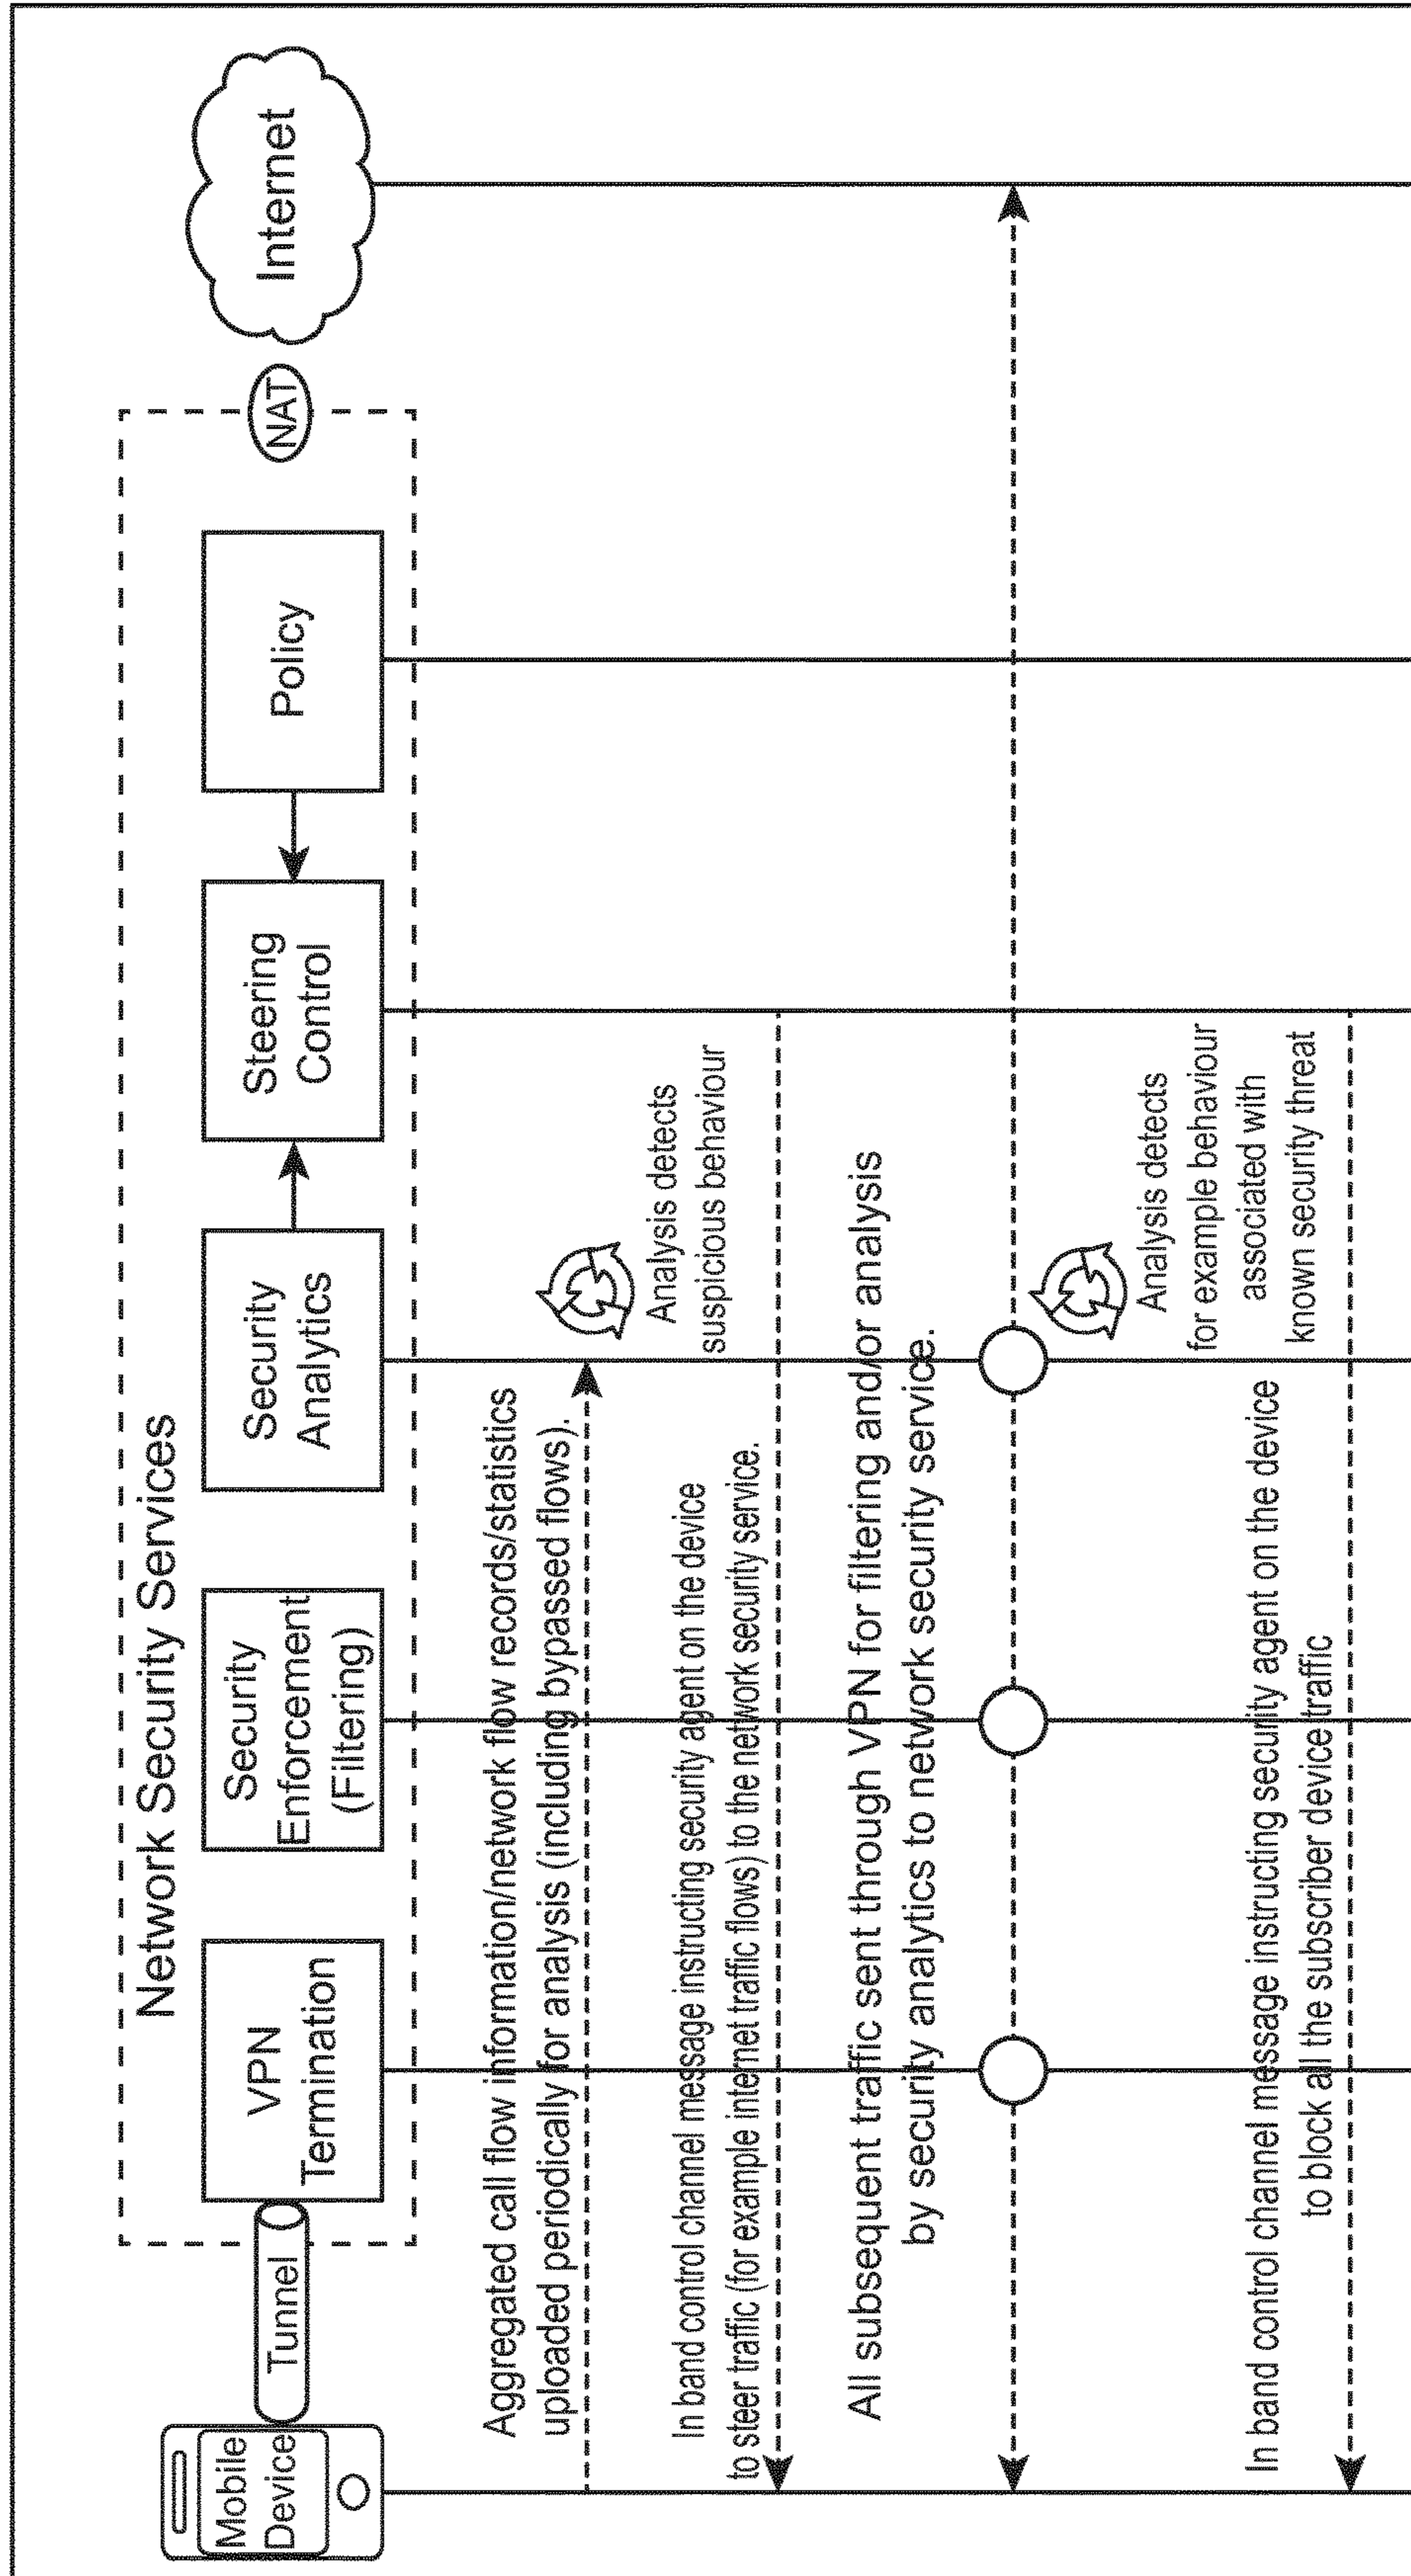 Network Security Services
Mobile
Device
Tunnel
VPN
Termination
Security
Enforcement
(Filtering)
Security
Analytics
Steering
Control
Policy
NAT
Internet
Aggregated call flow information/network flow records/statistics
uploaded periodically for analysis (including bypassed flows).
Analysis detects
suspicious behaviour
In band control channel message instructing security agent on the device
to steer traffic (for example internet traffic flows) to the network security service.
All subsequent traffic sent through VPN for filtering and/or analysis
by security analytics to network security service.
Analysis detects
for example behaviour
associated with
known security threat
In band control channel message instructing security agent on the device
to block all the subscriber device traffic